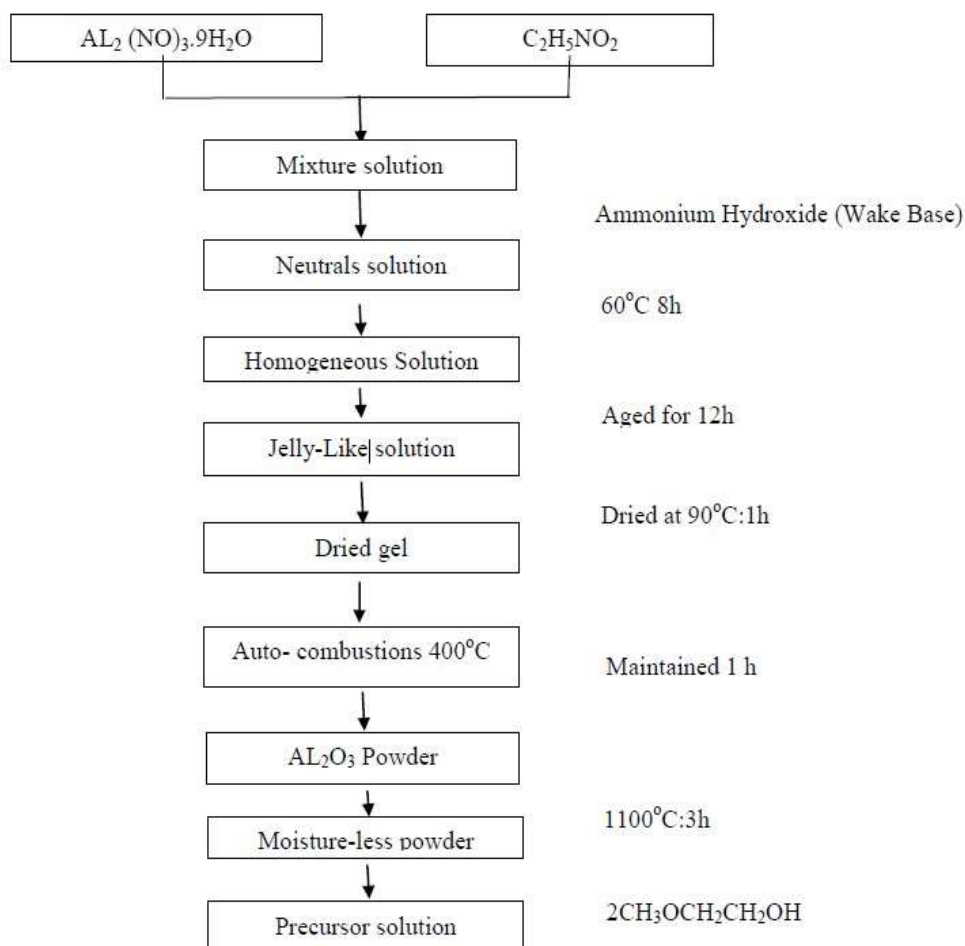 AL₂ (NO)₃.9H₂O
C₂H₅NO₂
Mixture solution
Ammonium Hydroxide (Wake Base)
Neutrals solution
60°C 8h
Homogeneous Solution
Aged for 12h
Jelly-Like solution
Dried at 90°C:1h
Dried gel
Auto- combustions 400°C
Maintained 1 h
AL₂O₃ Powder
1100°C:3h
Moisture-less powder
2CH₃OCH₂CH₂OH
Precursor solution